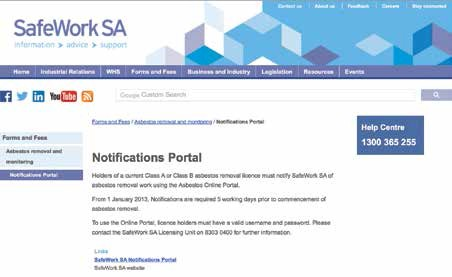 Contact us
About us
Feedback
Careers
Stay connected
SafeWork SA
information > advice > support
Home
Industrial Relations
WHS
Forms and Fees
Business and Industry
Legislation
Resources
Events
You Tube
Google Custom Search
Forms and Fees / Asbestos removal and monitoring / Notifications Portal
Help Centre
1300 365 255
Forms and Fees
Asbestos removal and
monitoring
Notifications Portal
Notifications Portal
Holders of a current Class A or Class B asbestos removal licence must notify SafeWork SA of
asbestos removal work using the Asbestos Online Portal.
From 1 January 2013, Notifications are required 5 working days prior to commencement of
asbestos removal.
To use the Online Portal, licence holders must have a valid username and password. Please
contact the SafeWork SA Licensing Unit on 8303 0400 for further information.
Links
SafeWork SA Notifications Portal
SafeWork SA website